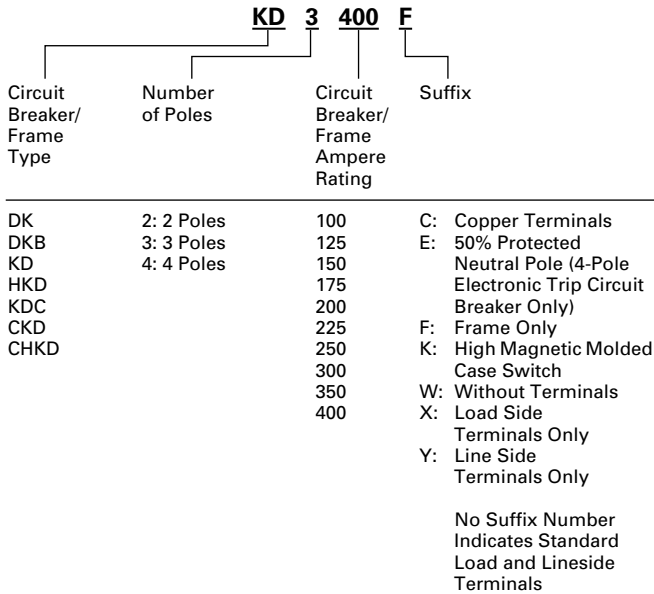 KD 3 400 F
Circuit
Breaker/
Frame
Type
Number
of Poles
Circuit
Breaker/
Frame
Ampere
Rating
Suffix
DK
DKB
KD
HKD
KDC
CKD
CHKD
2: 2 Poles
3: 3 Poles
4: 4 Poles
100
125
150
175
200
225
250
300
350
400
C: Copper Terminals
E: 50% Protected
Neutral Pole (4-Pole
Electronic Trip Circuit
Breaker Only)
F: Frame Only
K: High Magnetic Molded
Case Switch
W: Without Terminals
X: Load Side
Terminals Only
Y: Line Side
Terminals Only
No Suffix Number
Indicates Standard
Load and Lineside
Terminals